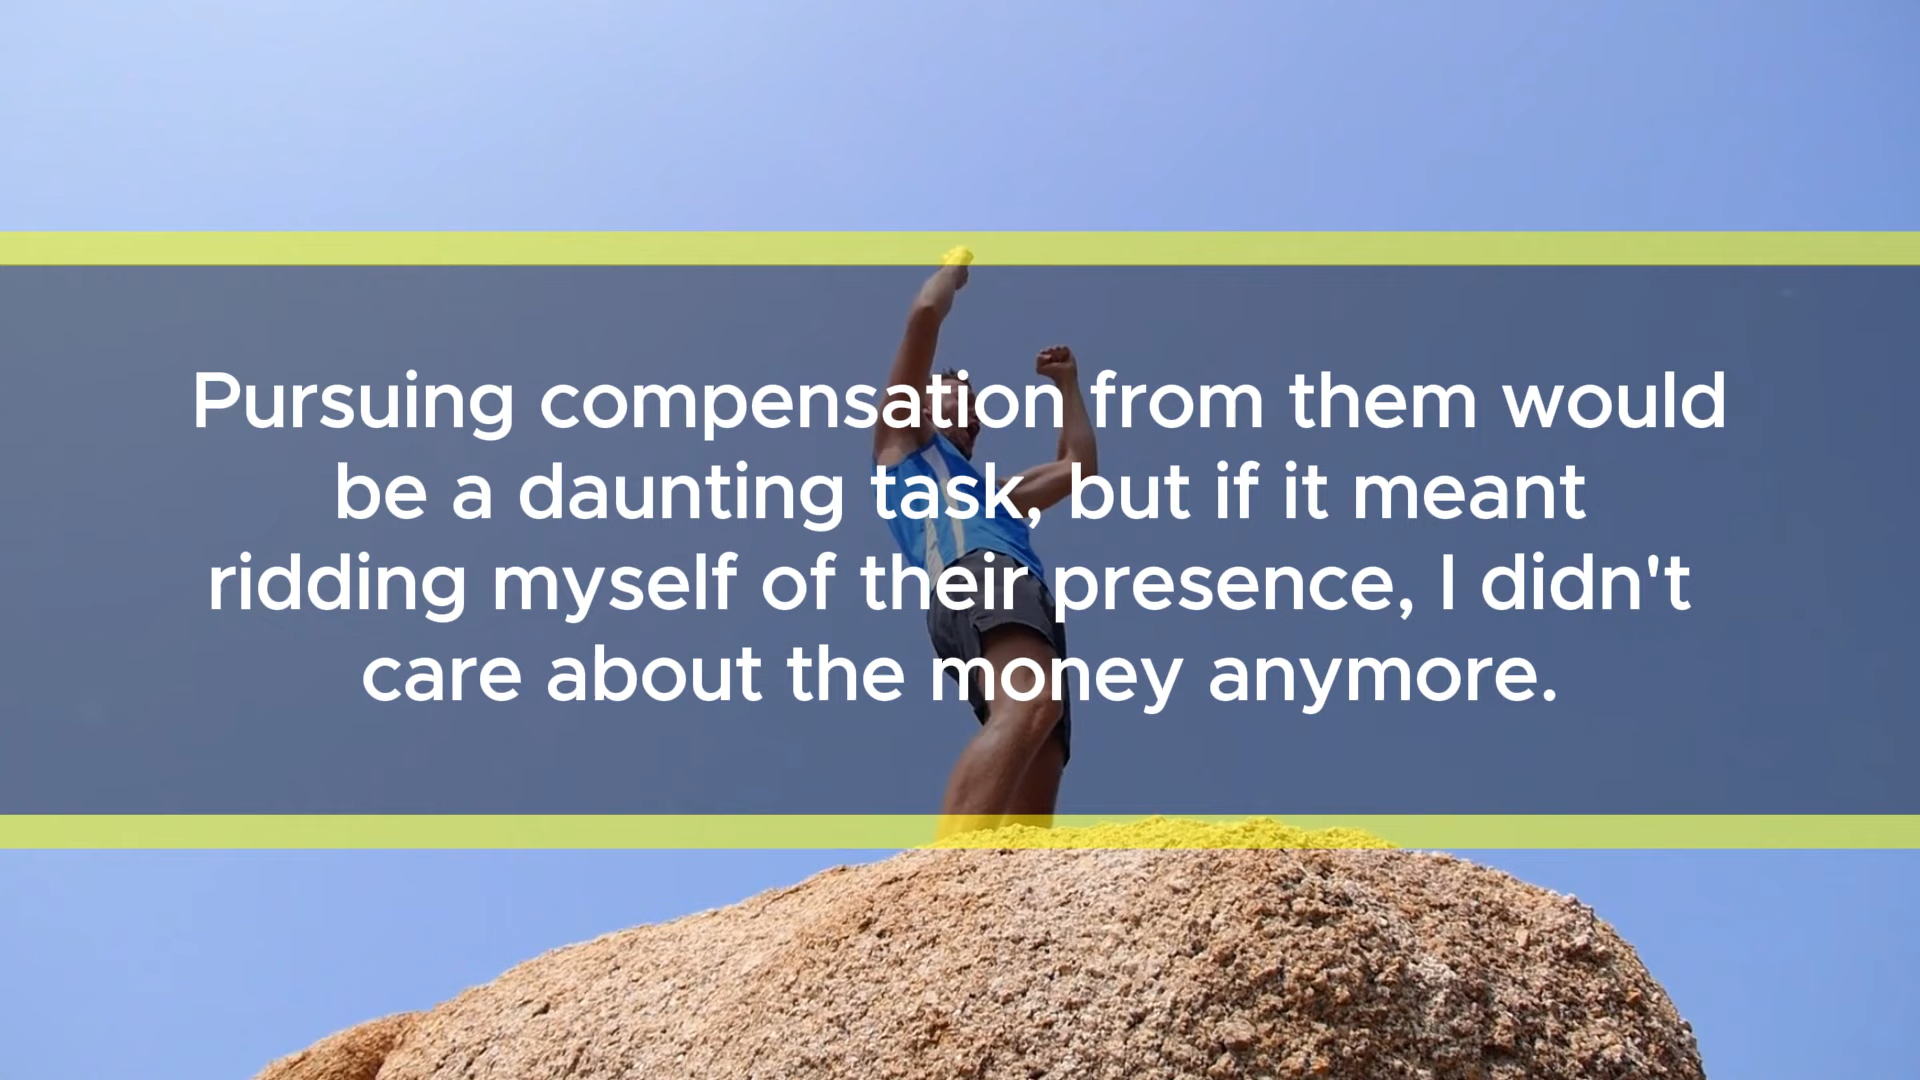 Pursuing compensation from them would
be a daunting task, but if it meant
ridding myself of their presence, I didn't
care about the money anymore.